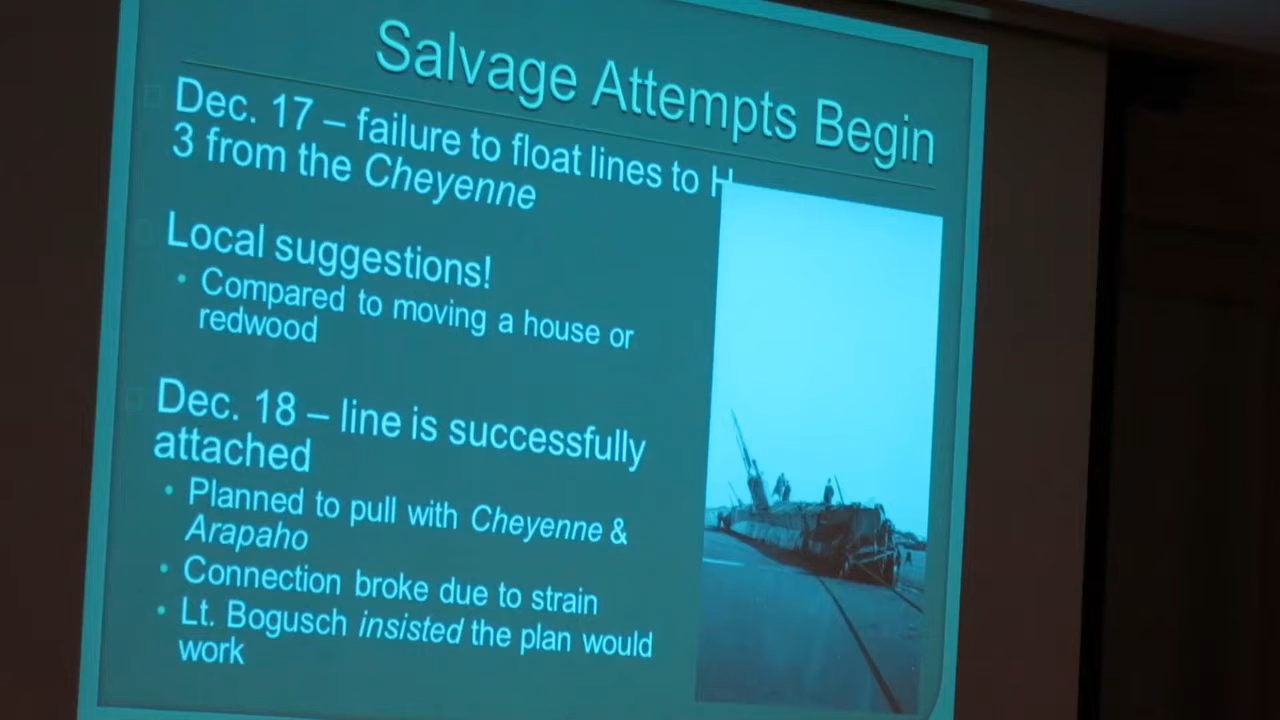 Salvage Attempts Begin
Dec. 17 – failure to float lines to H
3 from the Cheyenne
Local suggestions!
• Compared to moving a house or
redwood
Dec. 18 – line is successfully
attached
• Planned to pull with Cheyenne &
Arapaho
• Connection broke due to strain
• Lt. Bogusch insisted the plan would
work